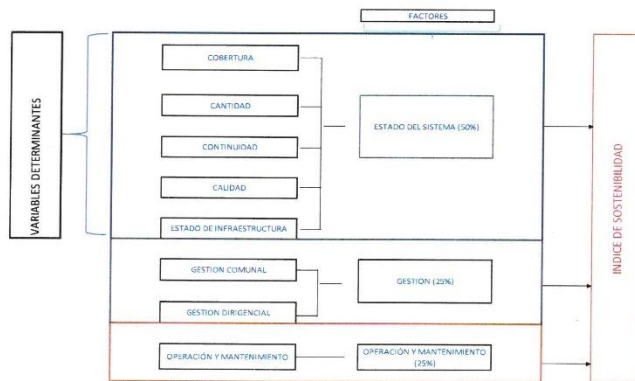 FACTORES
VARIABLES DETERMINANTES
COBERTURA
CANTIDAD
CONTINUIDAD
CALIDAD
ESTADO DE INFRAESTRUCTURA
ESTADO DEL SISTEMA (50%)
GESTION COMUNAL
GESTION DIRIGENCIAL
GESTION (25%)
OPERACIÓN Y MANTENIMIENTO
OPERACIÓN Y MANTENIMIENTO
(25%)
INDICE DE SOSTENIBILIDAD